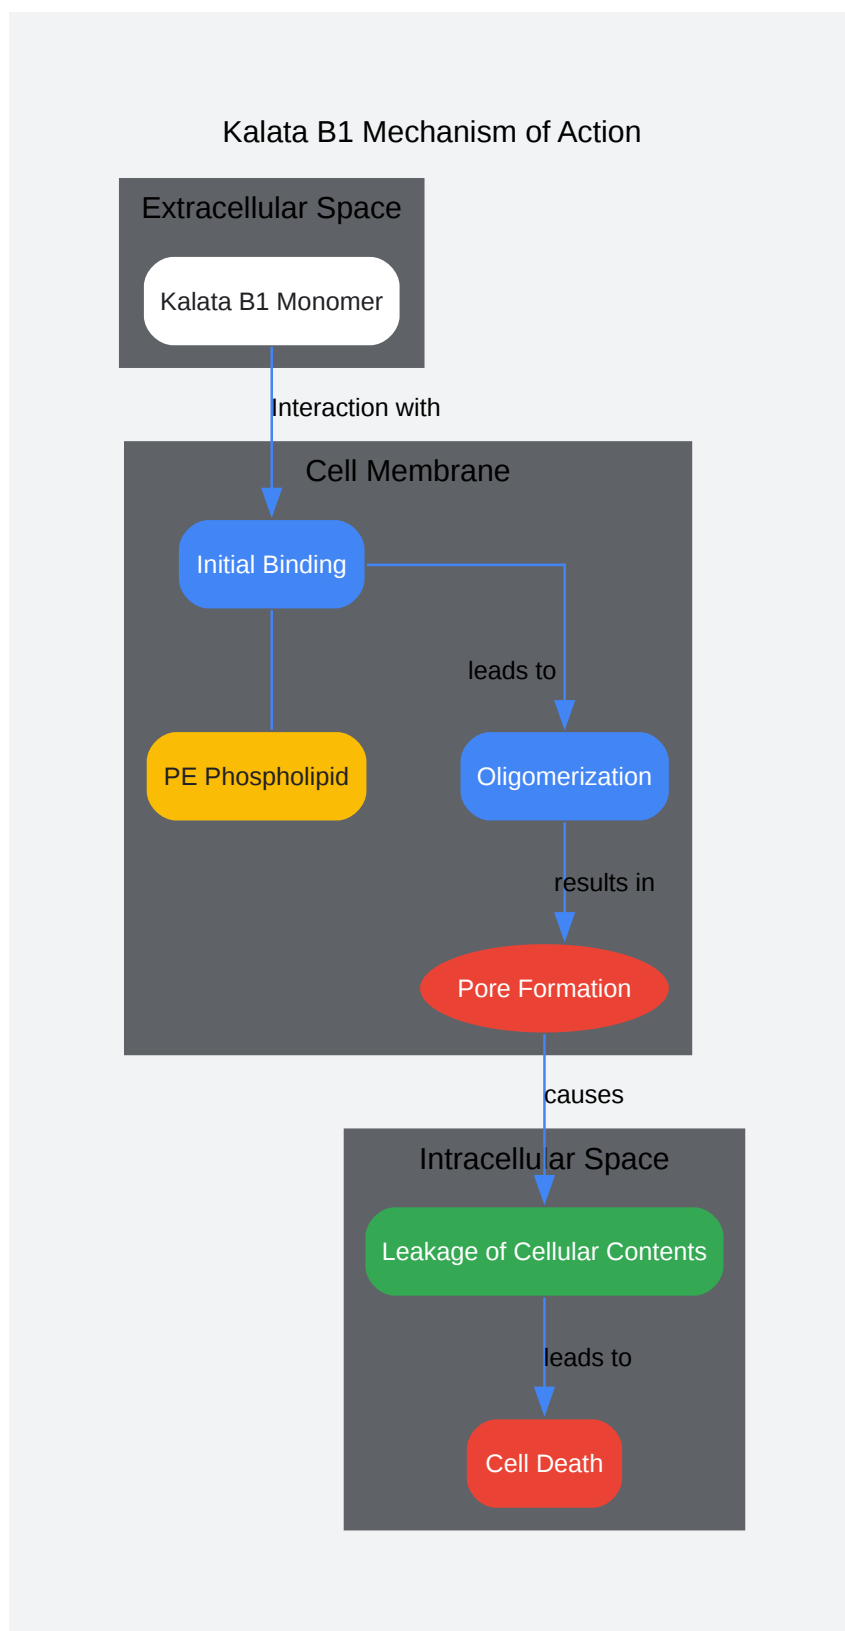 Kalata B1 Mechanism of Action
Extracellular Space
Kalata B1 Monomer
Interaction with
Cell Membrane
Initial Binding
leads to
PE Phospholipid
Oligomerization
results in
Pore Formation
causes
Intracellular Space
Leakage of Cellular Contents
leads to
Cell Death